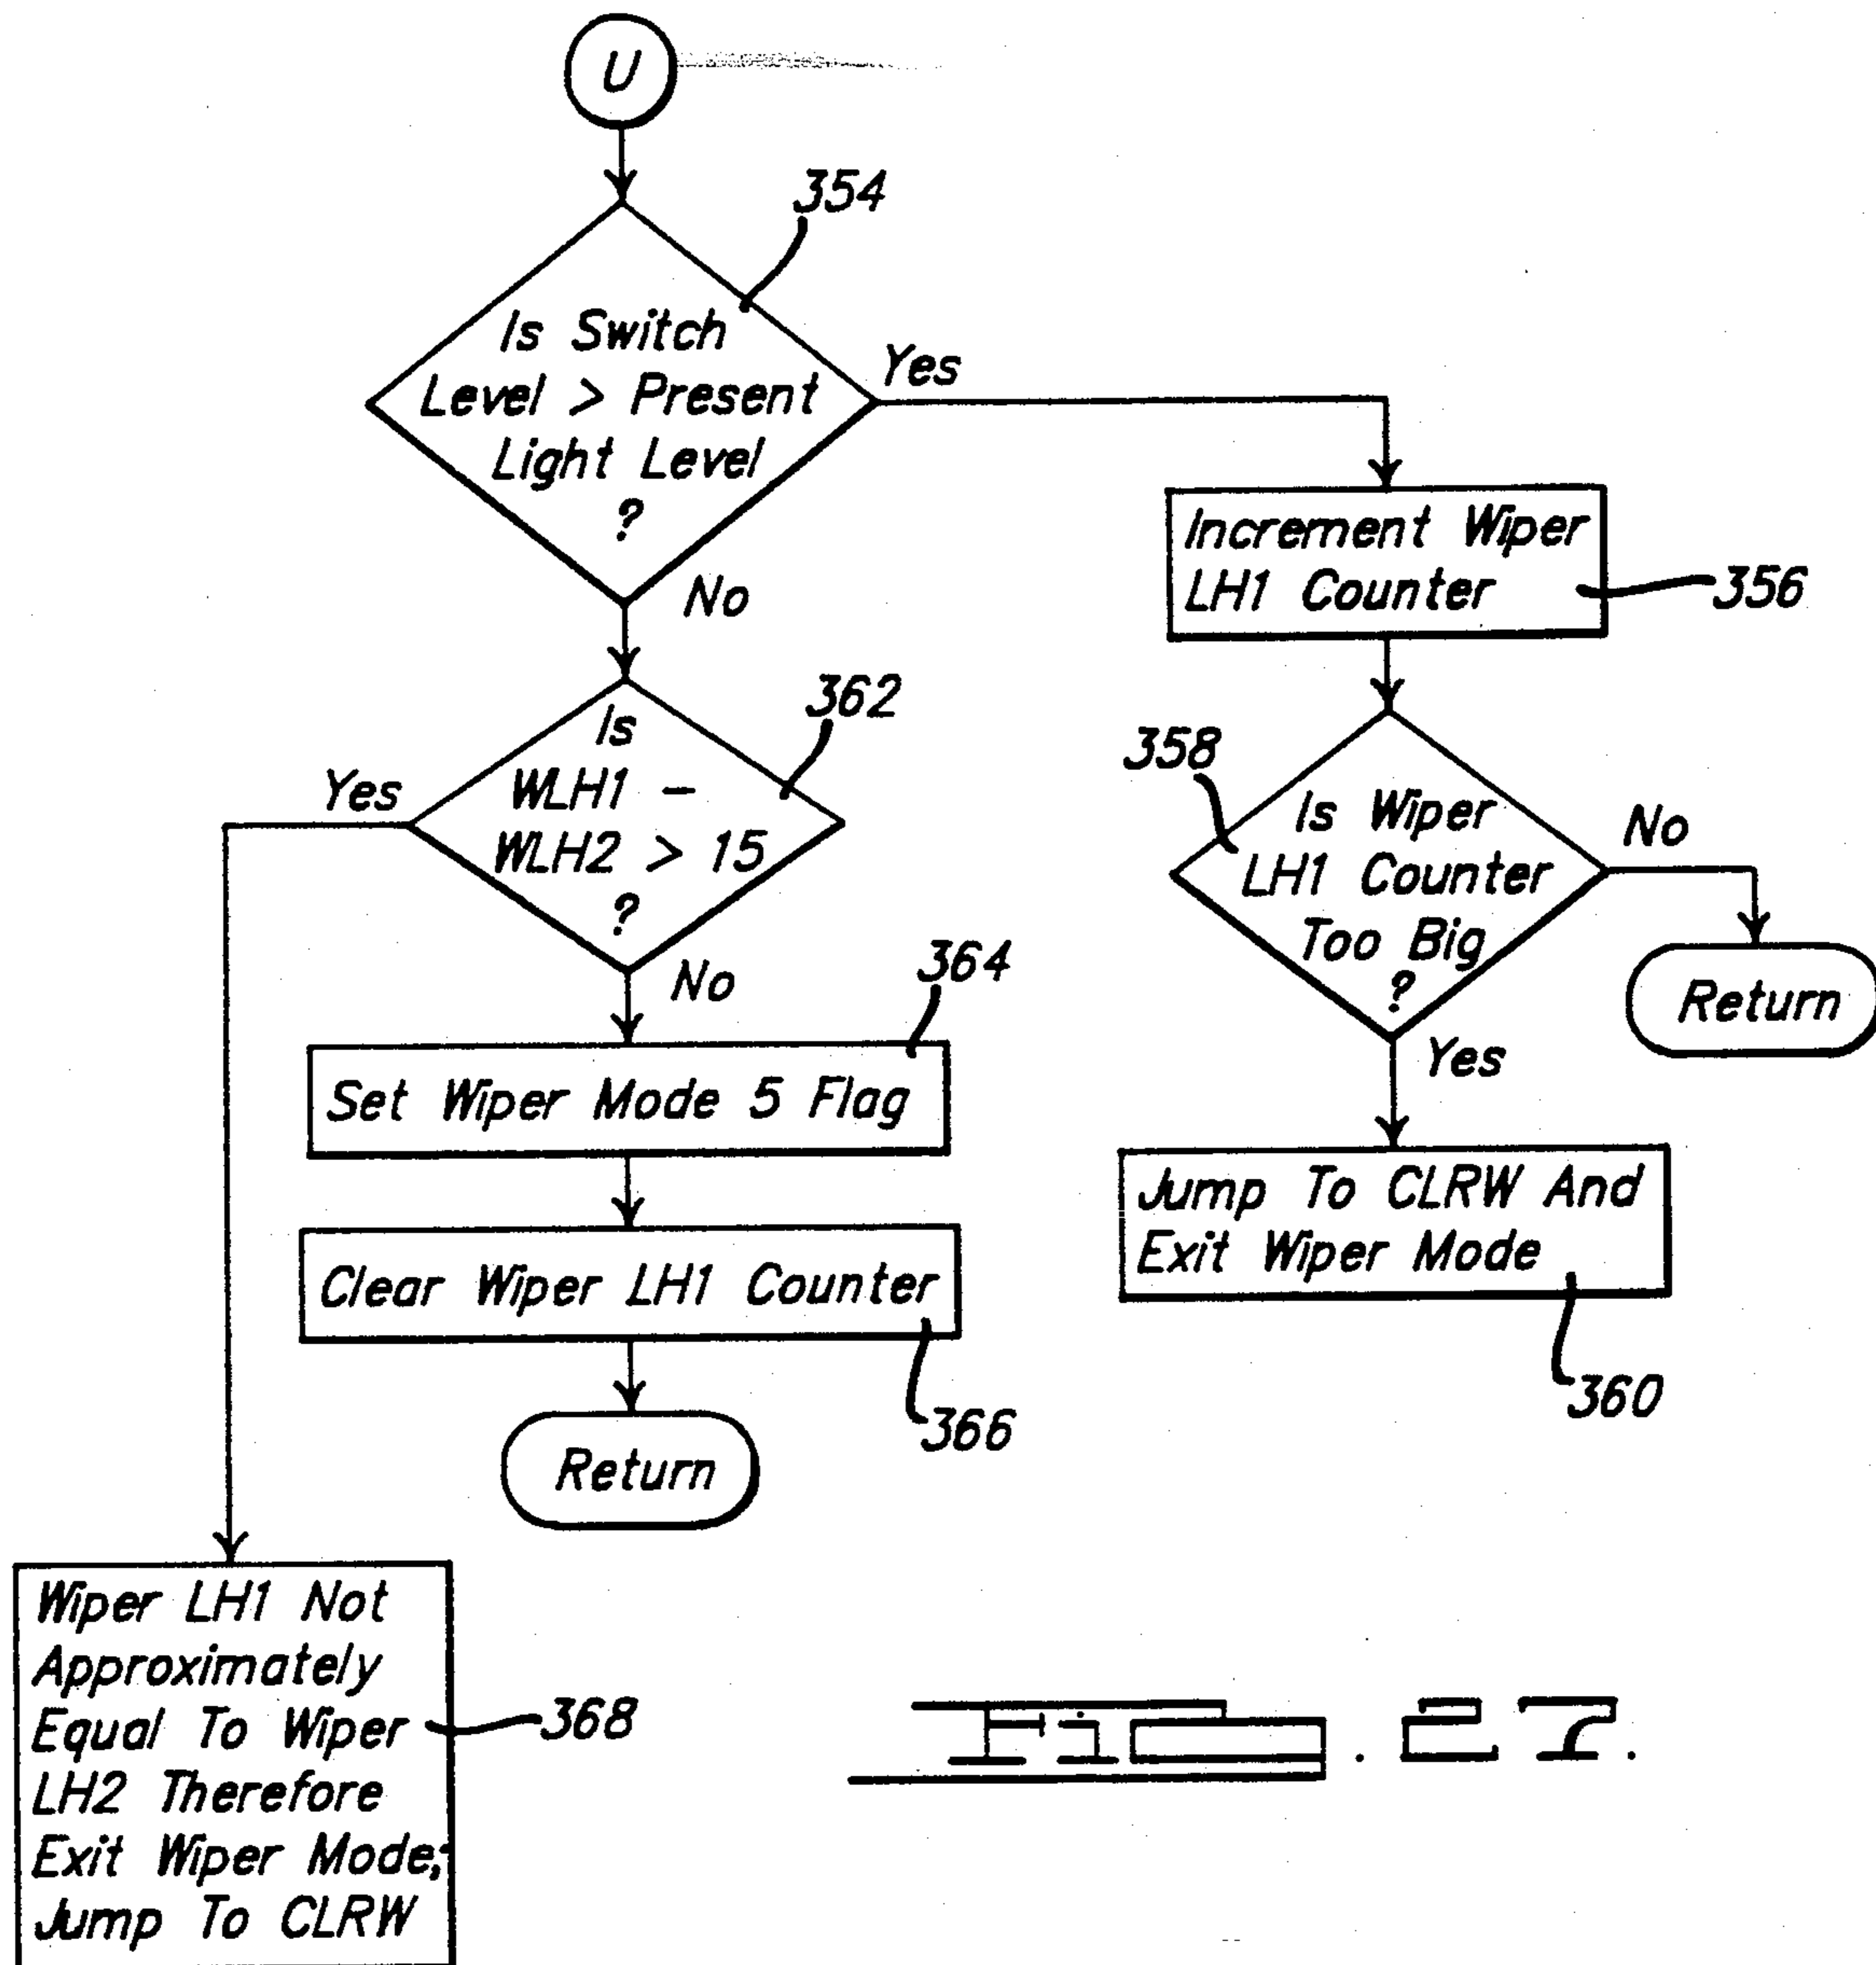 U
354
Is Switch
Level > Present
Light Level
?
Yes
No
Increment Wiper
LH1 Counter
356
362
Is
WLH1 -
WLH2 > 15
?
Yes
No
358
Is Wiper
LH1 Counter
Too Big
?
No
Return
Yes
364
Set Wiper Mode 5 Flag
Jump To CLRW And
Exit Wiper Mode
360
Clear Wiper LH1 Counter
366
Return
Wiper LH1 Not
Approximately
Equal To Wiper
LH2 Therefore
Exit Wiper Mode;
Jump To CLRW
368
Fig. 27.